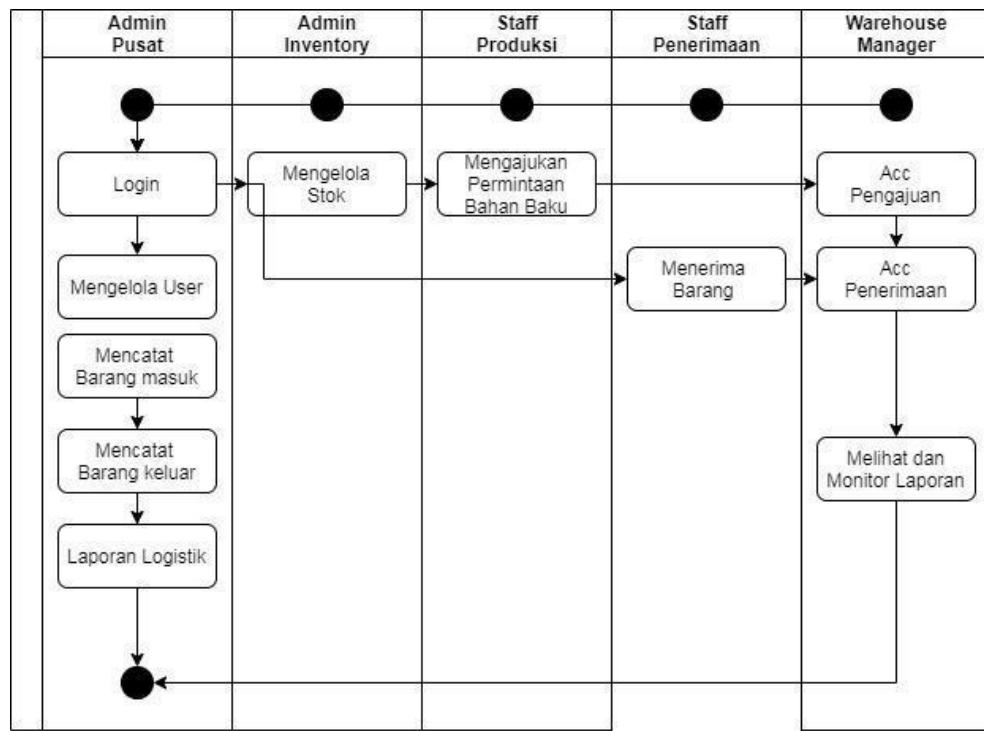 Admin
Pusat
Admin
Inventory
Staff
Produksi
Staff
Penerimaan
Warehouse
Manager
Login
Mengelola
Stok
Mengajukan
Permintaan
Bahan Baku
Acc
Pengajuan
Mengelola User
Menerima
Barang
Acc
Penerimaan
Mencatat
Barang masuk
Mencatat
Barang keluar
Melihat dan
Monitor Laporan
Laporan Logistik